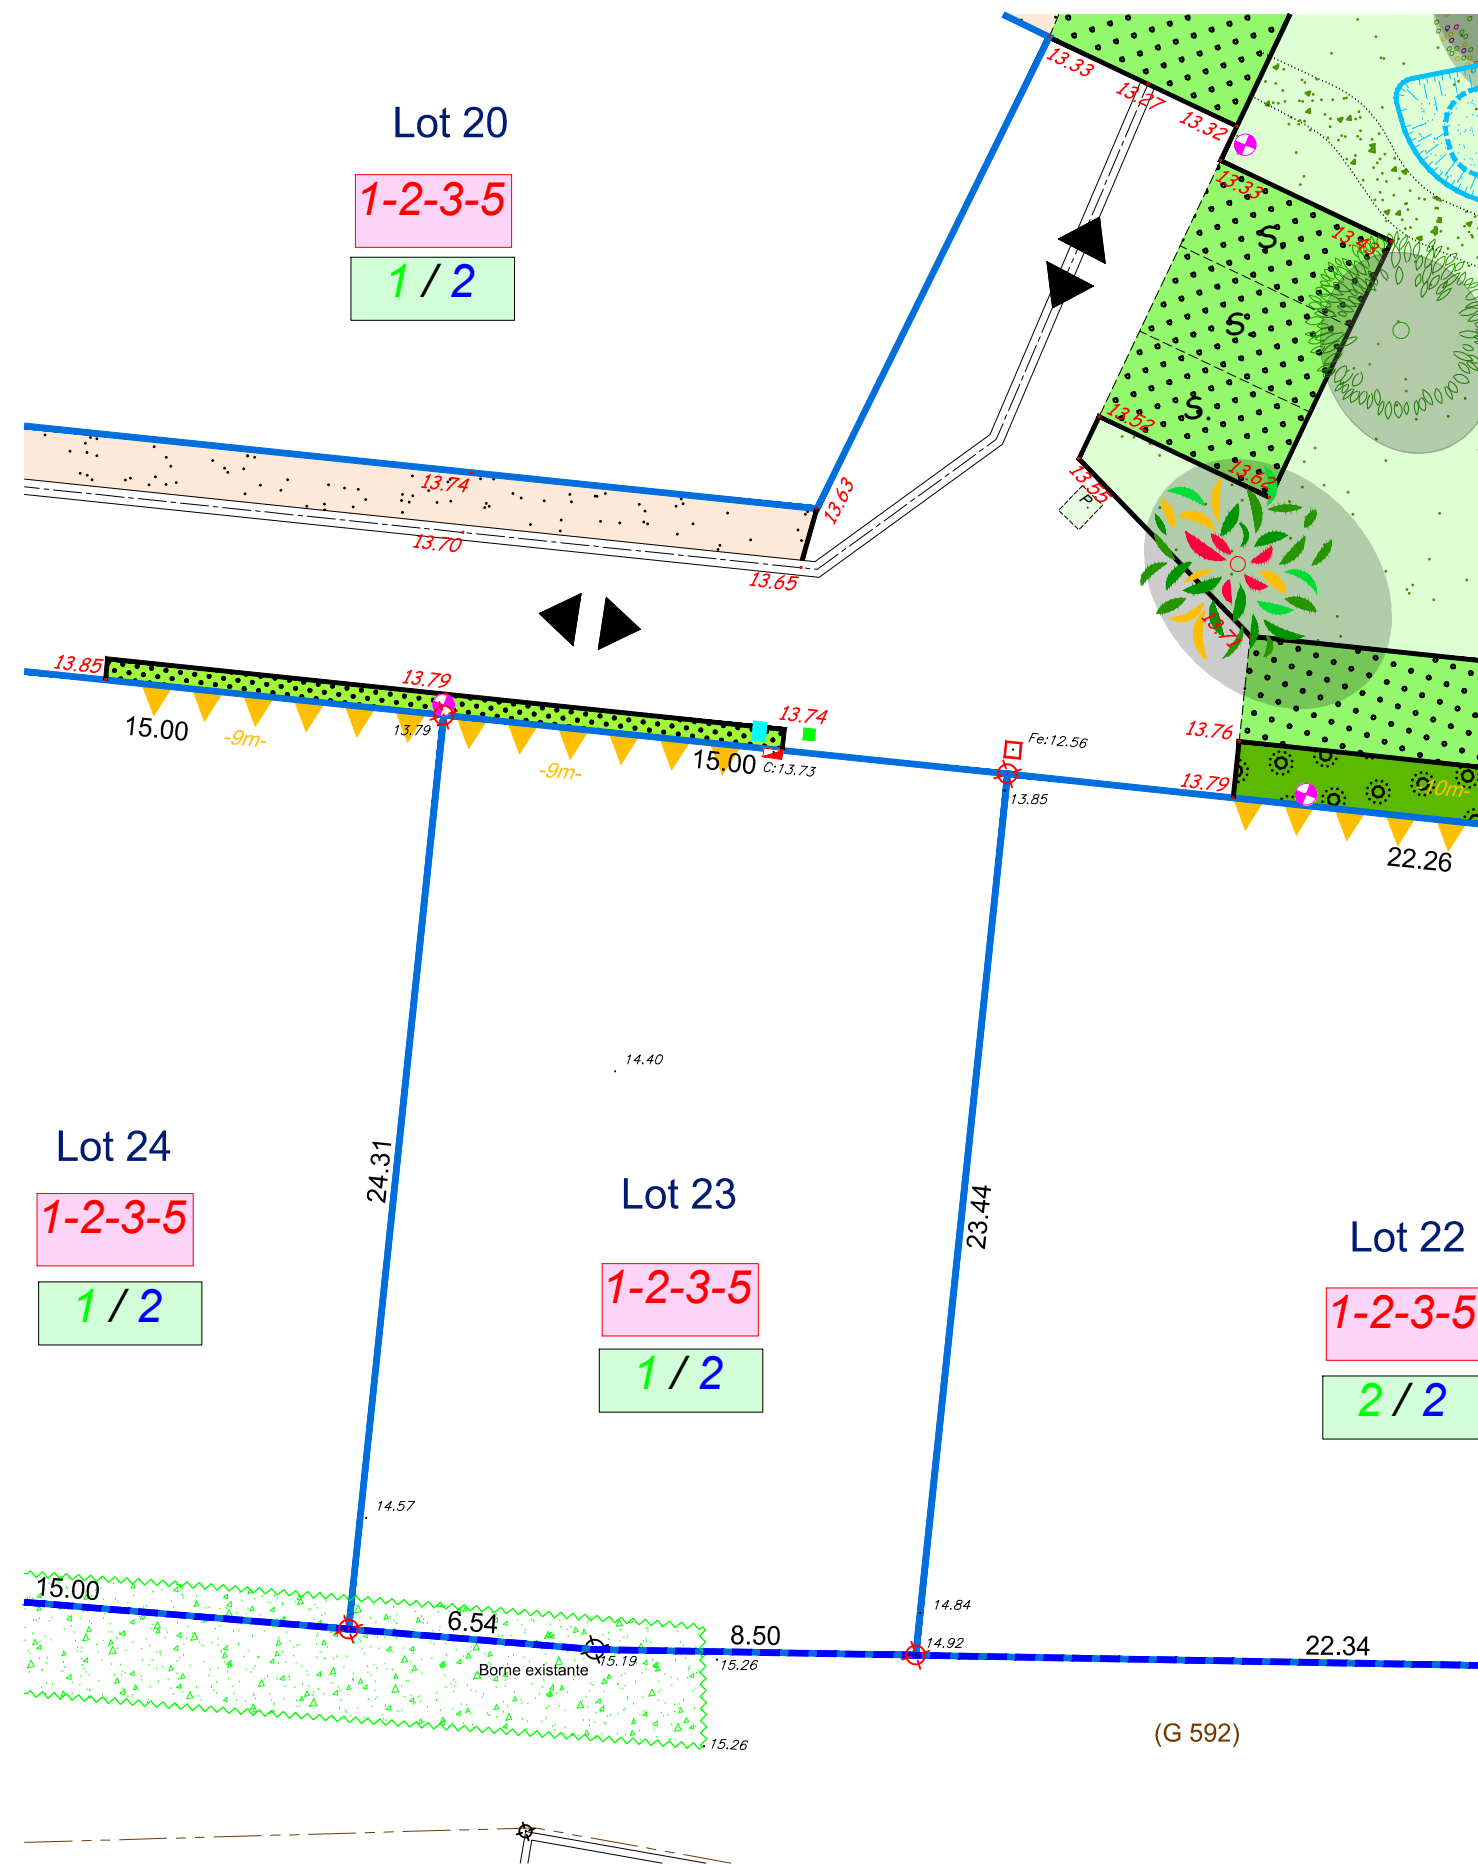 13.33
13.27
13.32
Lot 20
1-2-3-5
1 / 2
13.33
13.43
S.
S.
S.
13.52
13.62
13.55
P.
13.74
13.63
13.70
13.65
13.71
13.85
13.79
15.00
-9m-
13.79
13.74
-9m-
15.00
C:13.73
Fe:12.56
13.85
13.76
13.79
-10m-
22.26
14.40
Lot 24
1-2-3-5
1 / 2
24.31
Lot 23
1-2-3-5
1 / 2
23.44
Lot 22
1-2-3-5
2 / 2
14.57
15.00
6.54
8.50
14.84
14.92
22.34
15.19
Borne existante
15.26
15.26
(G 592)